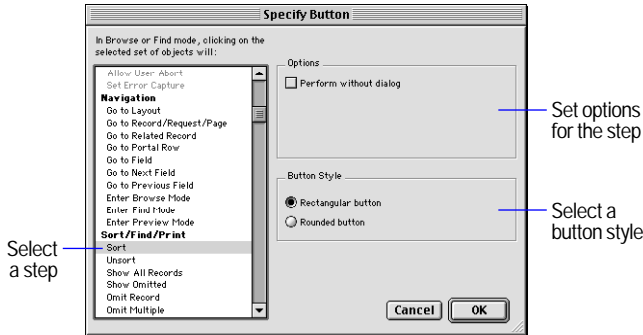 Specify Button
In Browse or Find mode, clicking on the
selected set of objects will:
Allow User Abort
Set Error Capture
Navigation
Go to Layout
Go to Record/Request/Page
Go to Related Record
Go to Portal Row
Go to Field
Go to Next Field
Go to Previous Field
Enter Browse Mode
Enter Find Mode
Enter Preview Mode
Sort/Find/Print
Sort
Unsort
Show All Records
Show Omitted
Omit Record
Omit Multiple
Options
Perform without dialog
Button Style
Rectangular button
Rounded button
Cancel
OK
Select
a step
Set options
for the step
Select a
button style